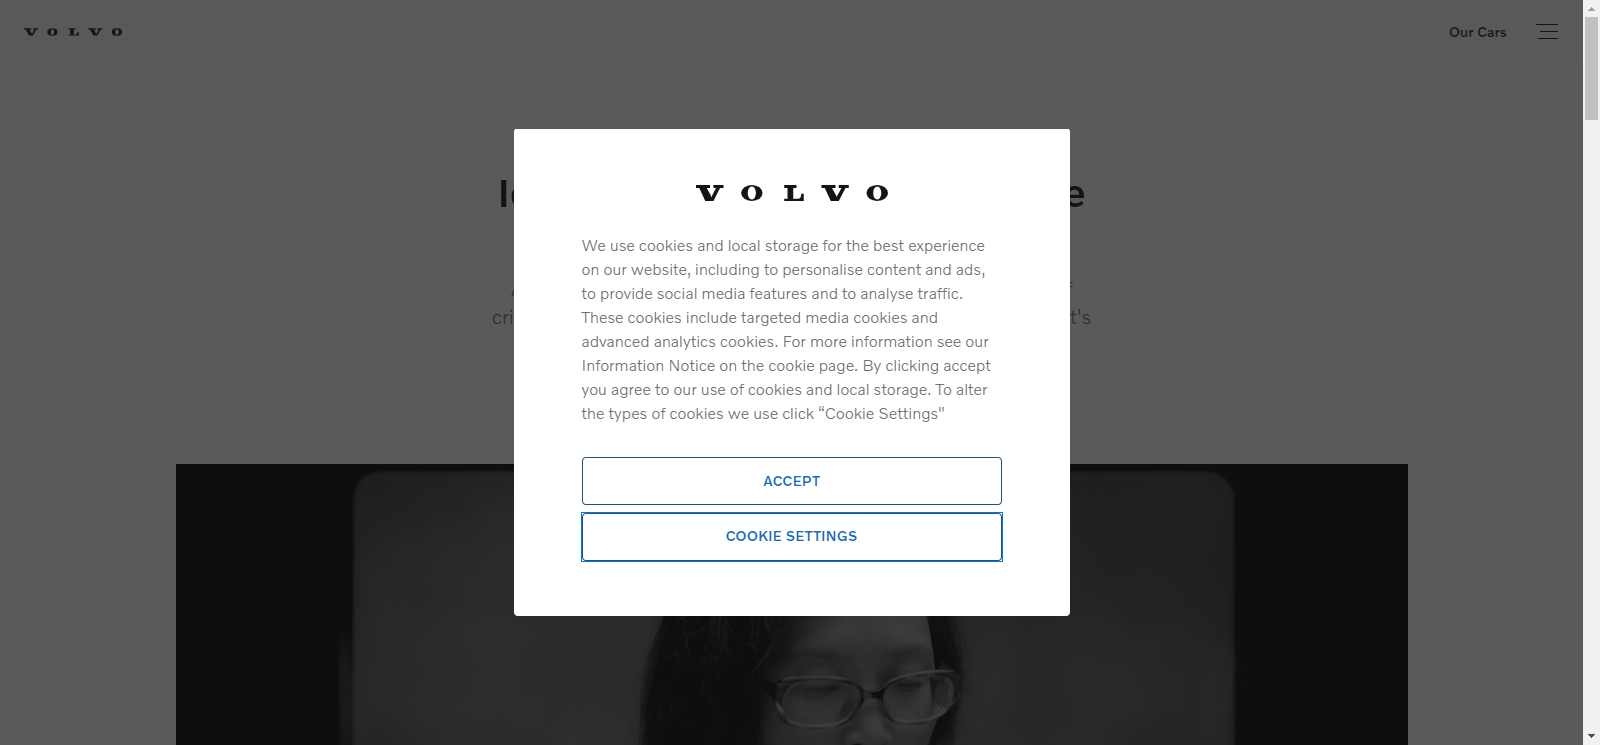 VOLVO
Our Cars
VOLVO
We use cookies and local storage for the best experience
on our website, including to personalise content and ads,
to provide social media features and to analyse traffic.
These cookies include targeted media cookies and
advanced analytics cookies. For more information see our
Information Notice on the cookie page. By clicking accept
you agree to our use of cookies and local storage. To alter
the types of cookies we use click “Cookie Settings"
ACCEPT
COOKIE SETTINGS